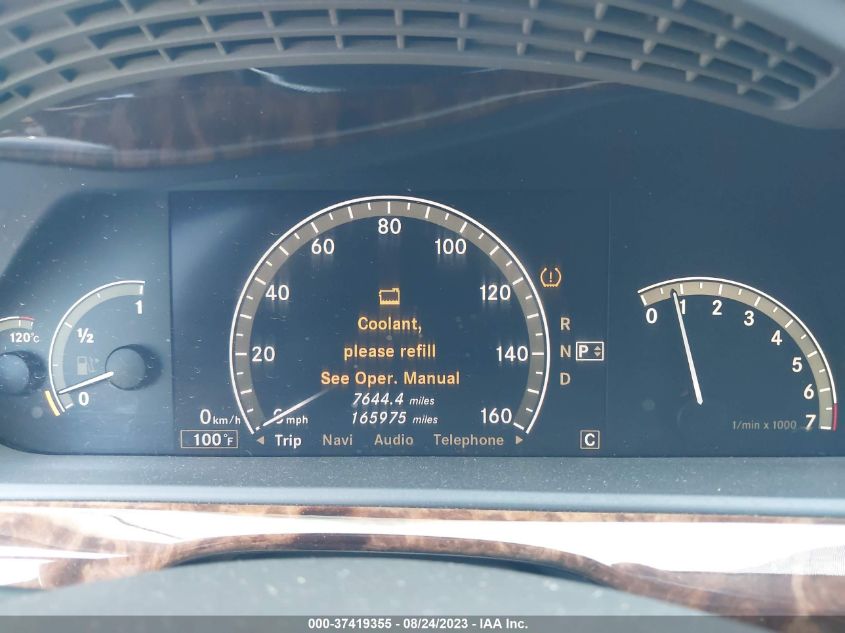 80
60 100
40 120
20 140
0 mph 160
Coolant,
please refill
See Oper. Manual
7644.4 miles
165975 miles
0 km/h
100°F
Trip Navi Audio Telephone
C
R
N P
D
120°C
1
½
0
0 1 2 3 4 5 6 7
1/min x 1000
000-37419355 - 08/24/2023 - IAA Inc.